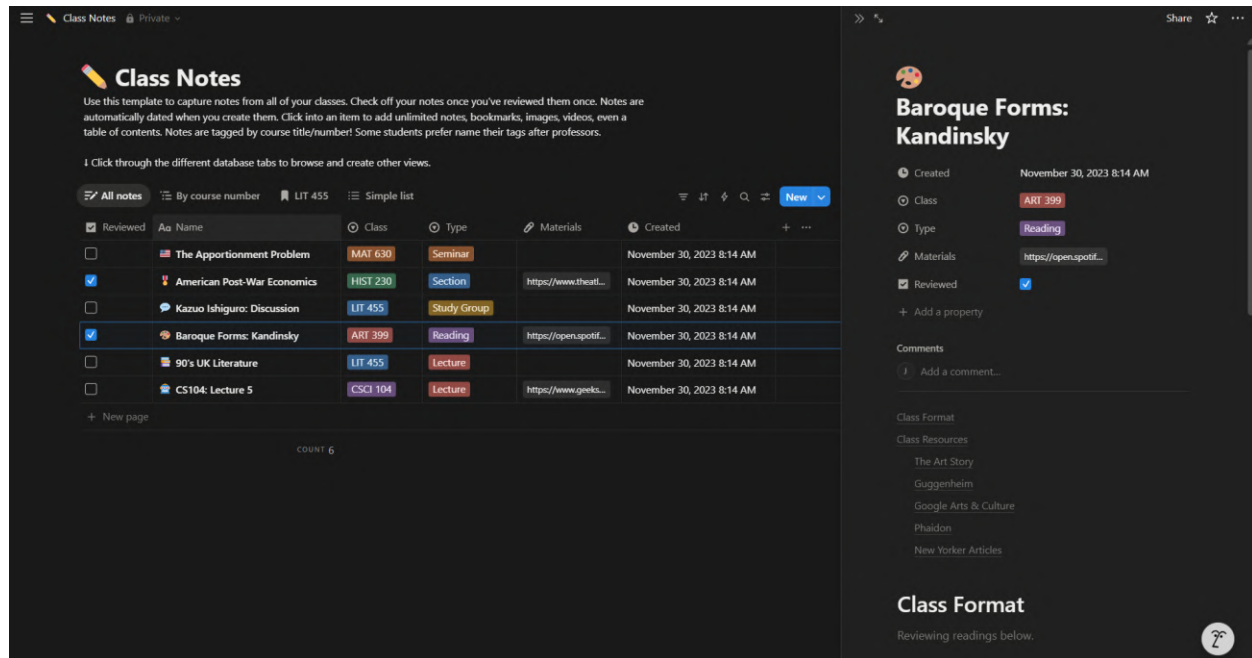 Class Notes Private
Share
Class Notes
Use this template to capture notes from all of your classes. Check off your notes once you've reviewed them once. Notes are
automatically dated when you create them. Click into an item to add unlimited notes, bookmarks, images, videos, even a
table of contents. Notes are tagged by course title/number! Some students prefer name their tags after professors.
↓ Click through the different database tabs to browse and create other views.
All notes By course number LIT 455 Simple list New
Reviewed Aa Name Class Type Materials Created
The Apportionment Problem MAT 630 Seminar November 30, 2023 8:14 AM
American Post-War Economics HIST 230 Section https://www.theatl... November 30, 2023 8:14 AM
Kazuo Ishiguro: Discussion LIT 455 Study Group November 30, 2023 8:14 AM
Baroque Forms: Kandinsky ART 399 Reading https://open.spotif... November 30, 2023 8:14 AM
90's UK Literature LIT 455 Lecture November 30, 2023 8:14 AM
CS104: Lecture 5 CSCI 104 Lecture https://www.geeks... November 30, 2023 8:14 AM
+ New page
COUNT 6
Baroque Forms:
Kandinsky
Created November 30, 2023 8:14 AM
Class ART 399
Type Reading
Materials https://open.spotif...
Reviewed
+ Add a property
Comments
J Add a comment...
Class Format
Class Resources
The Art Story
Guggenheim
Google Arts & Culture
Phaidon
New Yorker Articles
Class Format
Reviewing readings below.